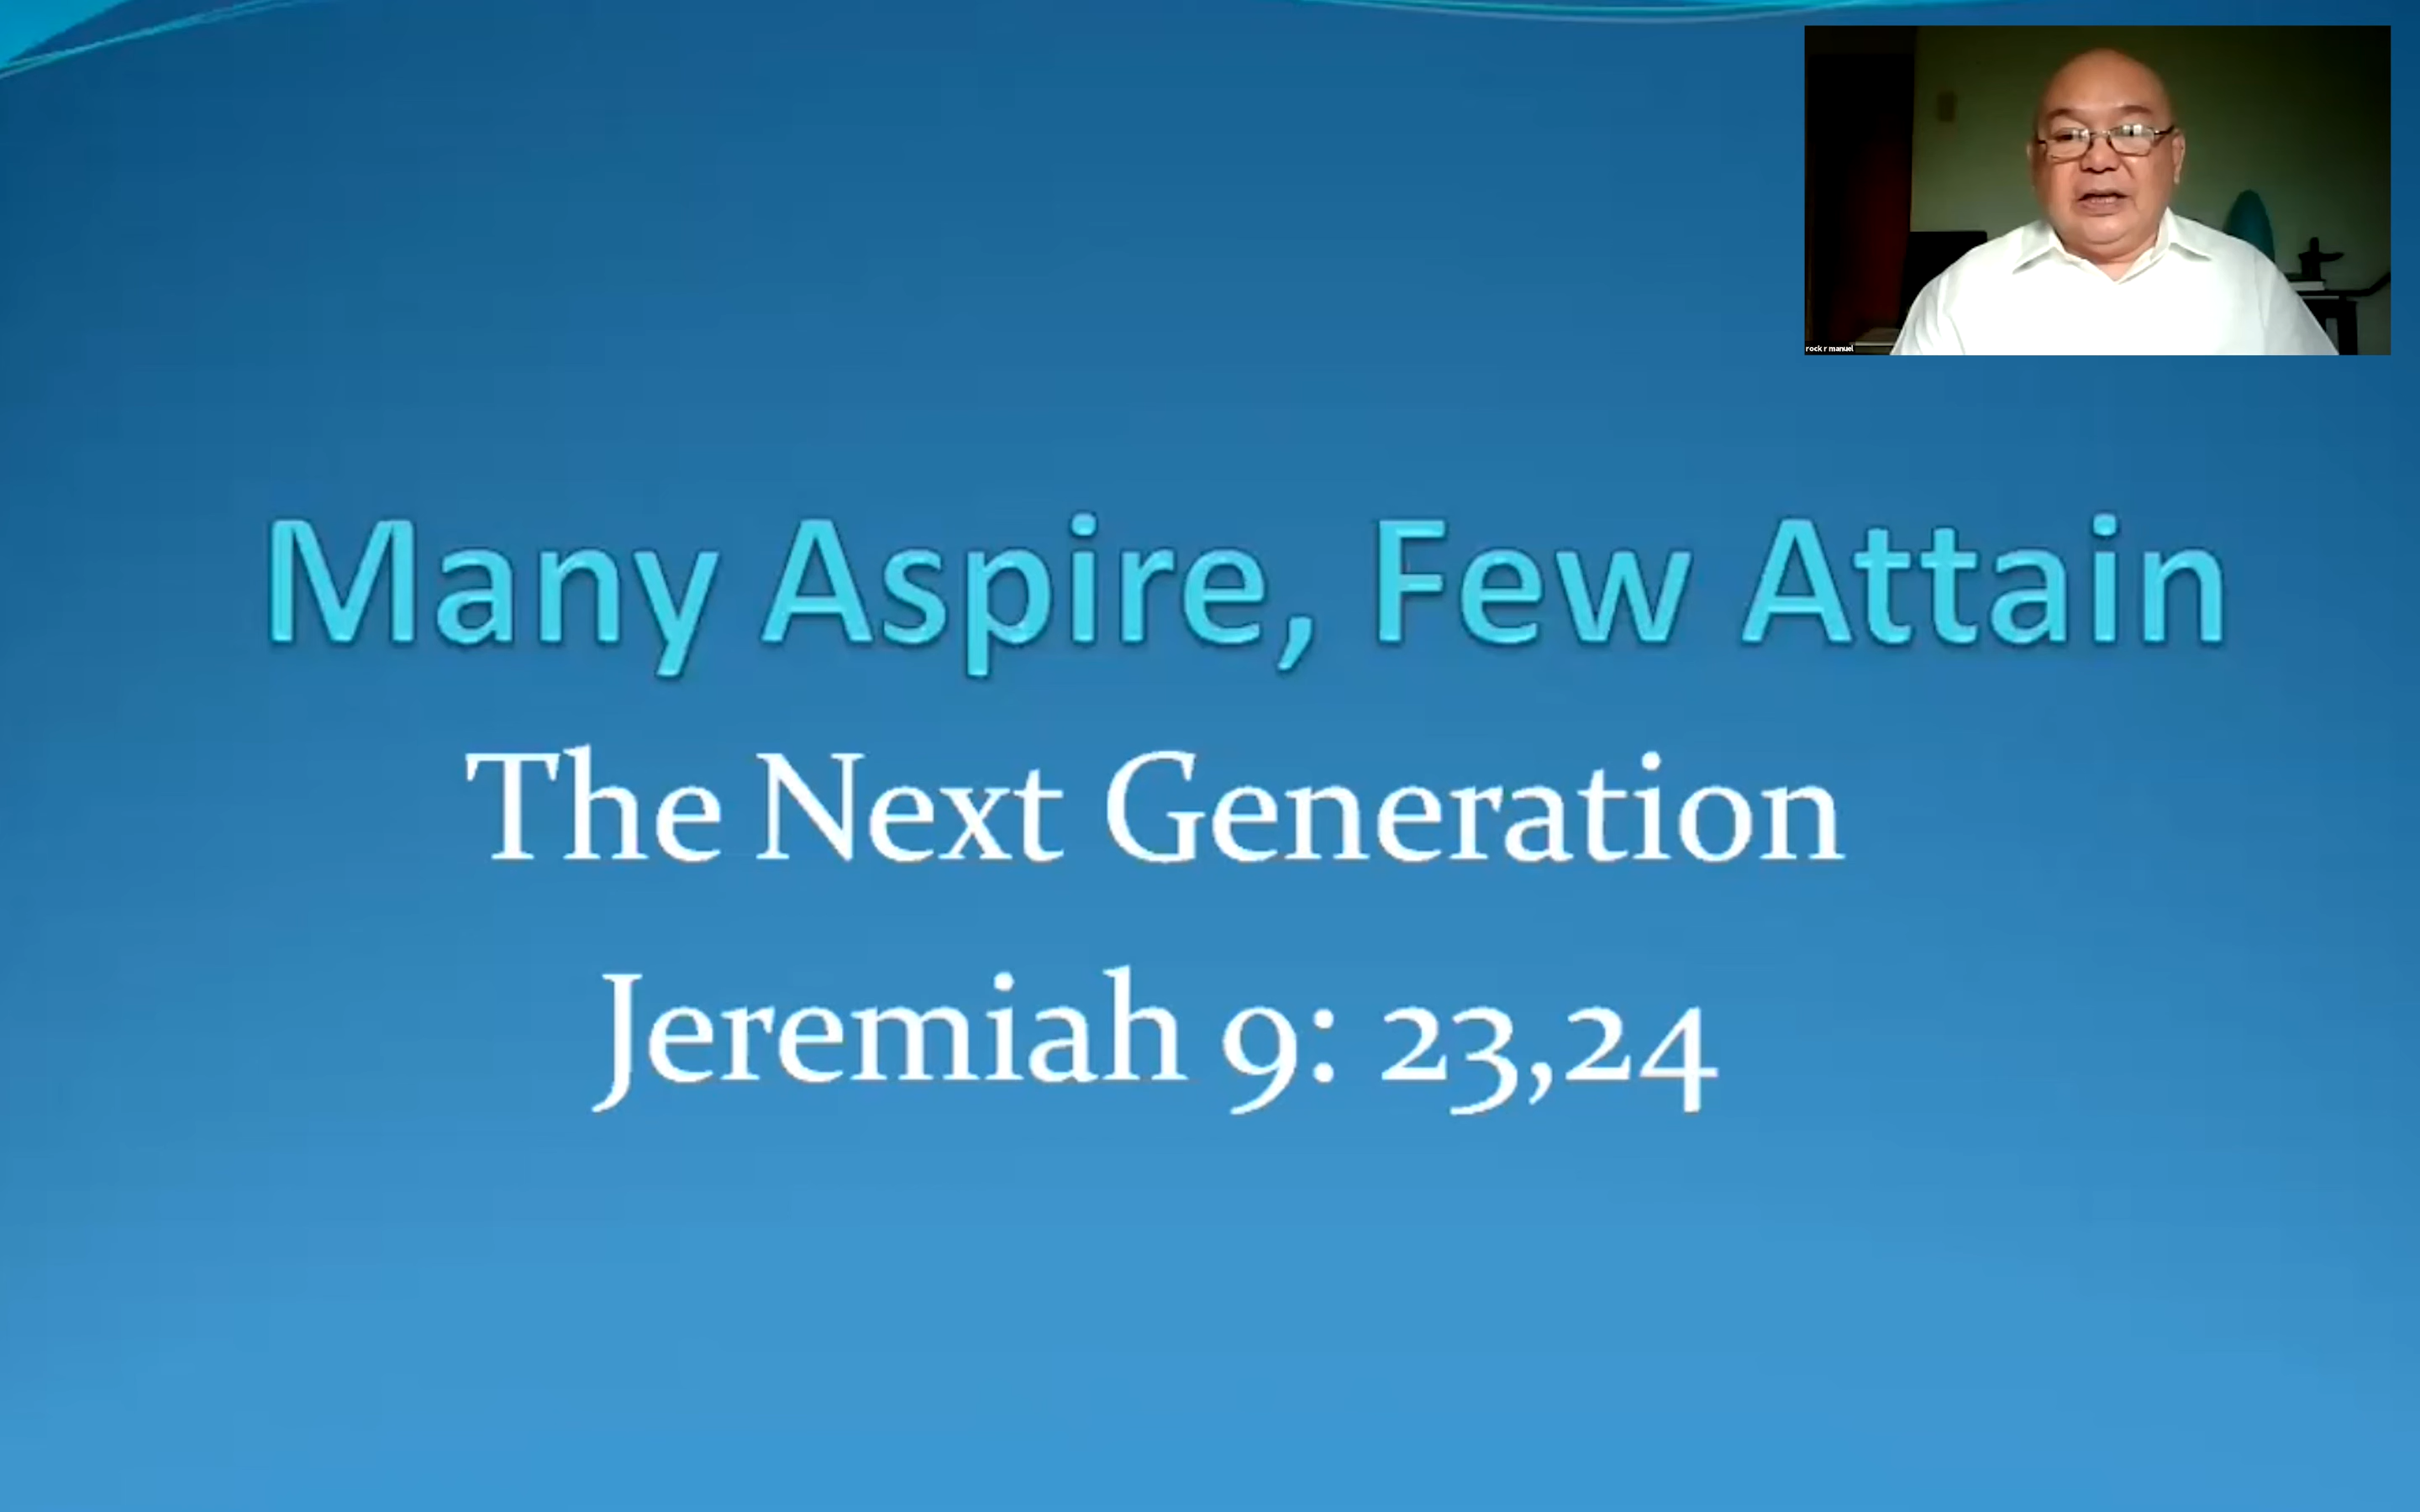 rock r manuel
Many Aspire, Few Attain
The Next Generation
Jeremiah 9: 23,24